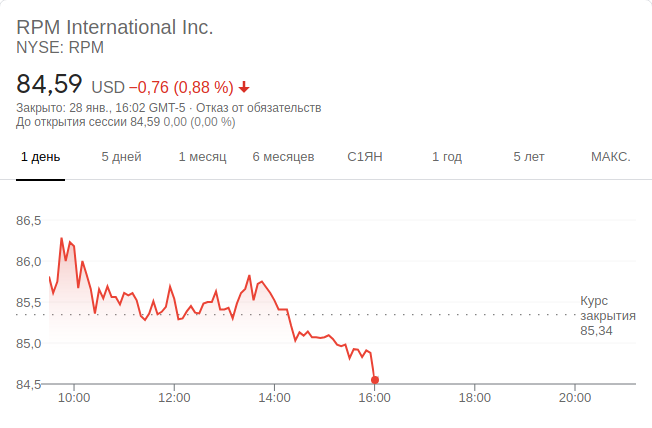 RPM International Inc.
NYSE: RPM
84,59 USD −0,76 (0,88 %)
Закрыто: 28 янв., 16:02 GMT-5 · Отказ от обязательств
До открытия сессии 84,59 0,00 (0,00 %)
1 день 5 дней 1 месяц 6 месяцев С1ЯН 1 год 5 лет МАКС.
86,5
86,0
85,5
85,0
84,5
Курс
закрытия
85,34
10:00 12:00 14:00 16:00 18:00 20:00